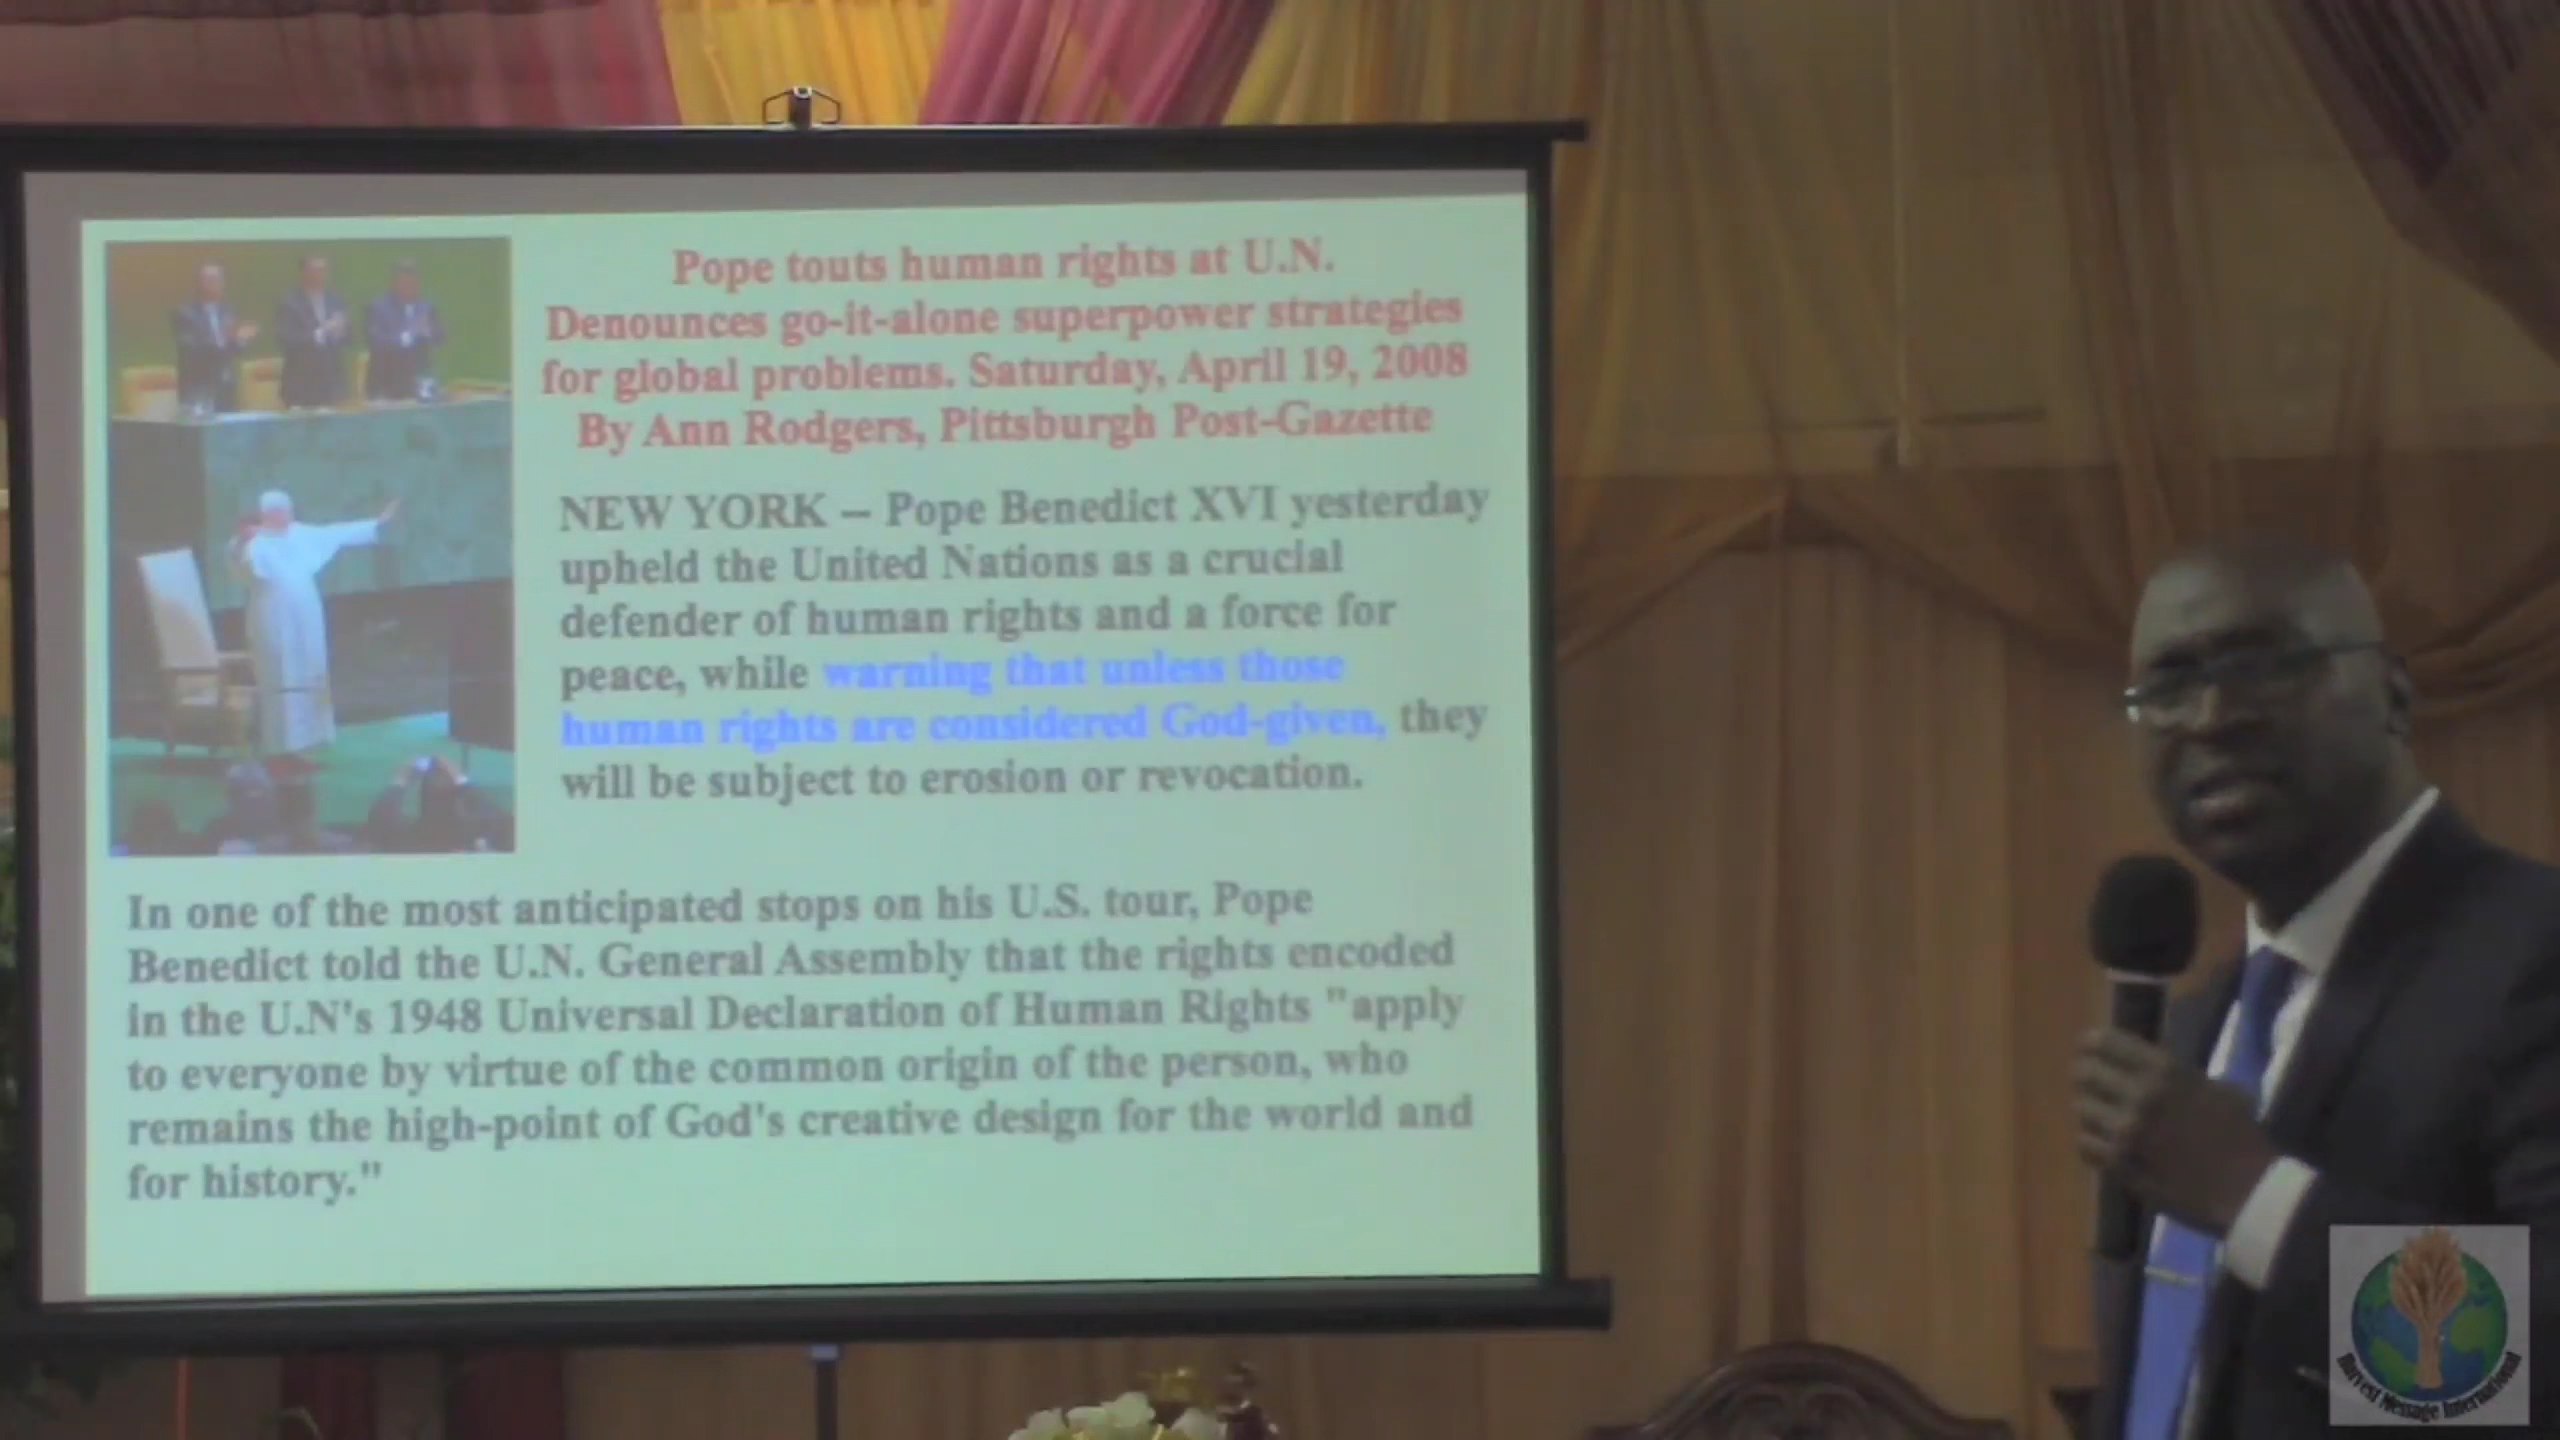 Pope touts human rights at U.N.
Denounces go-it-alone superpower strategies
for global problems. Saturday, April 19, 2008
By Ann Rodgers, Pittsburgh Post-Gazette
NEW YORK – Pope Benedict XVI yesterday
upheld the United Nations as a crucial
defender of human rights and a force for
peace, while warning that unless those
human rights are considered God-given, they
will be subject to erosion or revocation.
In one of the most anticipated stops on his U.S. tour, Pope
Benedict told the U.N. General Assembly that the rights encoded
in the U.N's 1948 Universal Declaration of Human Rights "apply
to everyone by virtue of the common origin of the person, who
remains the high-point of God's creative design for the world and
for history."
Harvest Message International